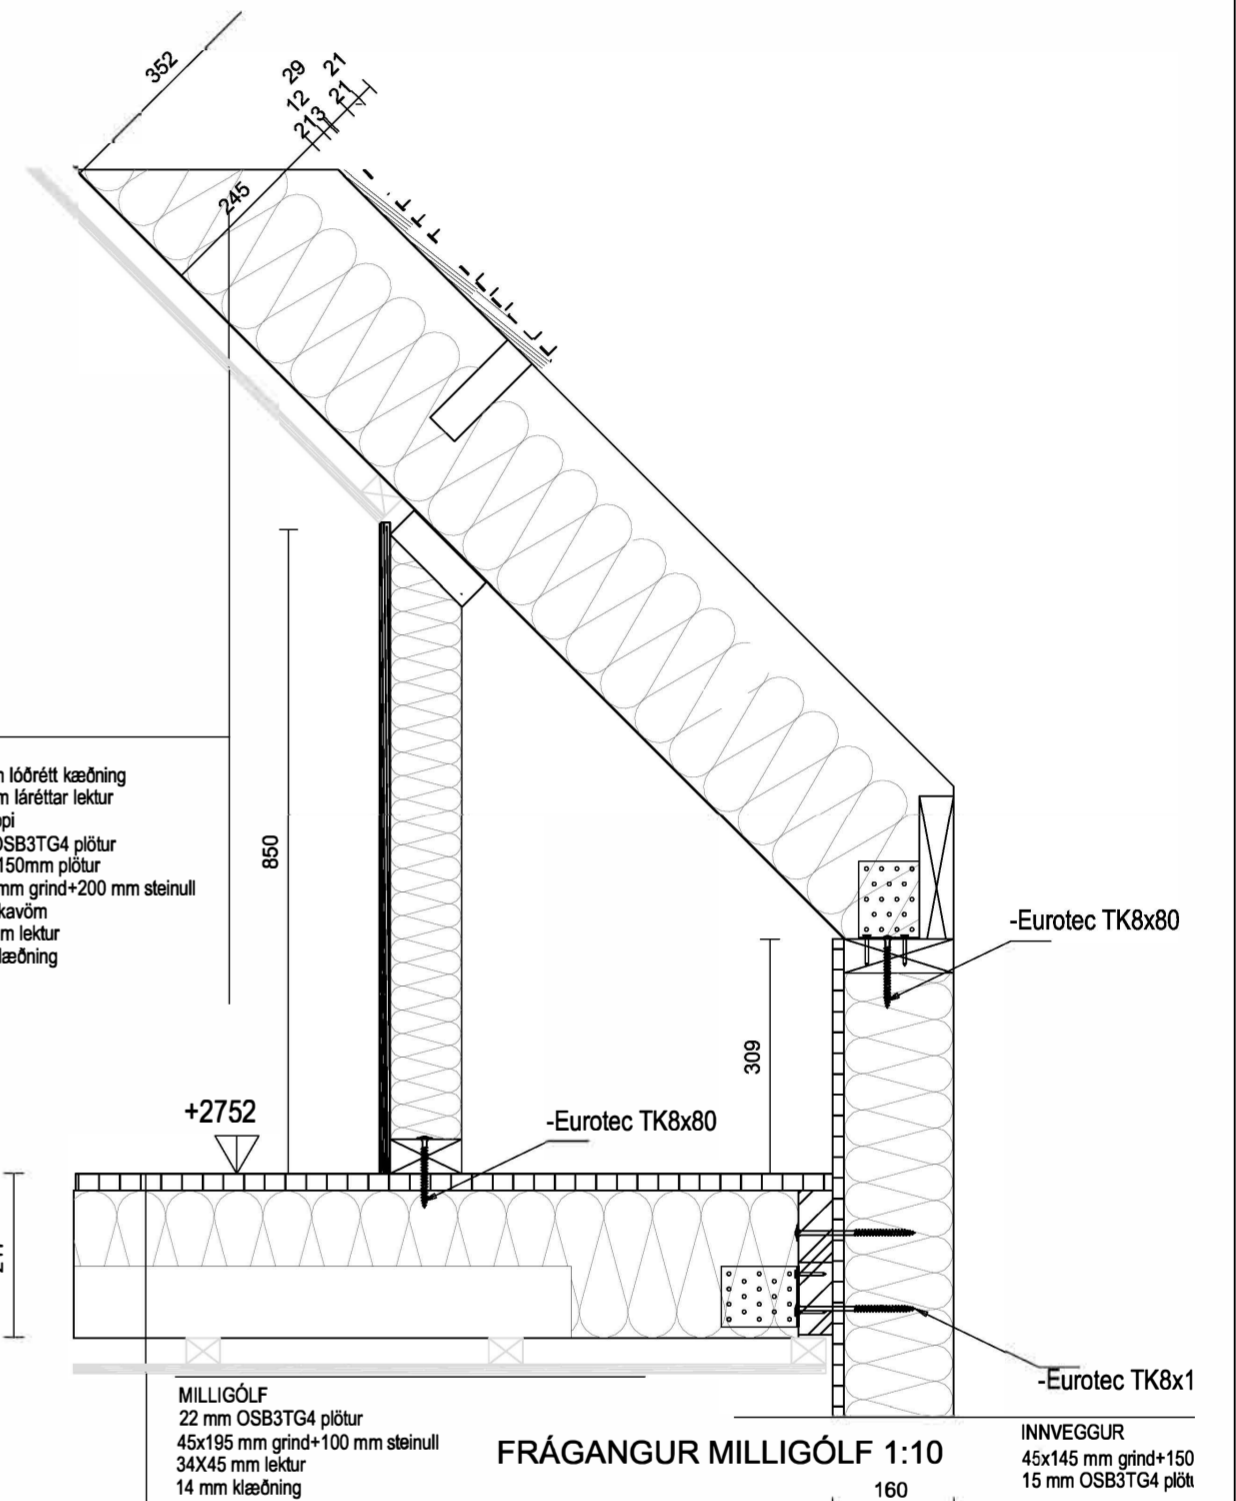 352
29 21
12 21
213
245
lóðrétt kæðning
láréttar lektur
OSB3TG4 plötur
150mm plötur
mm grind+200 mm steinull
lektur
850
309
+2752
-Eurotec TK8x80
-Eurotec TK8x80
-Eurotec TK8x1
MILLIGÓLF
22 mm OSB3TG4 plötur
45x195 mm grind+100 mm steinull
34X45 mm lektur
14 mm klæðning
FRÁGANGUR MILLIGÓLF 1:10
INNVEGGUR
45x145 mm grind+150
15 mm OSB3TG4
160